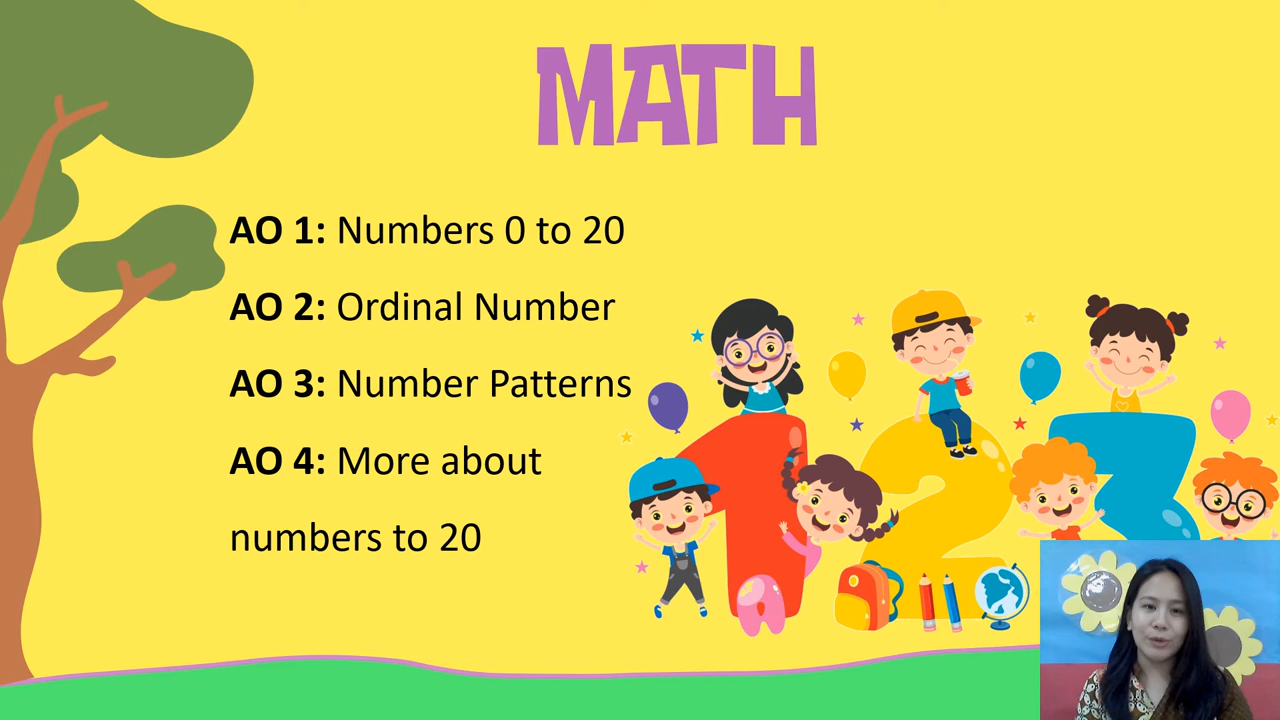 MATH
AO 1: Numbers 0 to 20
AO 2: Ordinal Number
AO 3: Number Patterns
AO 4: More about
numbers to 20